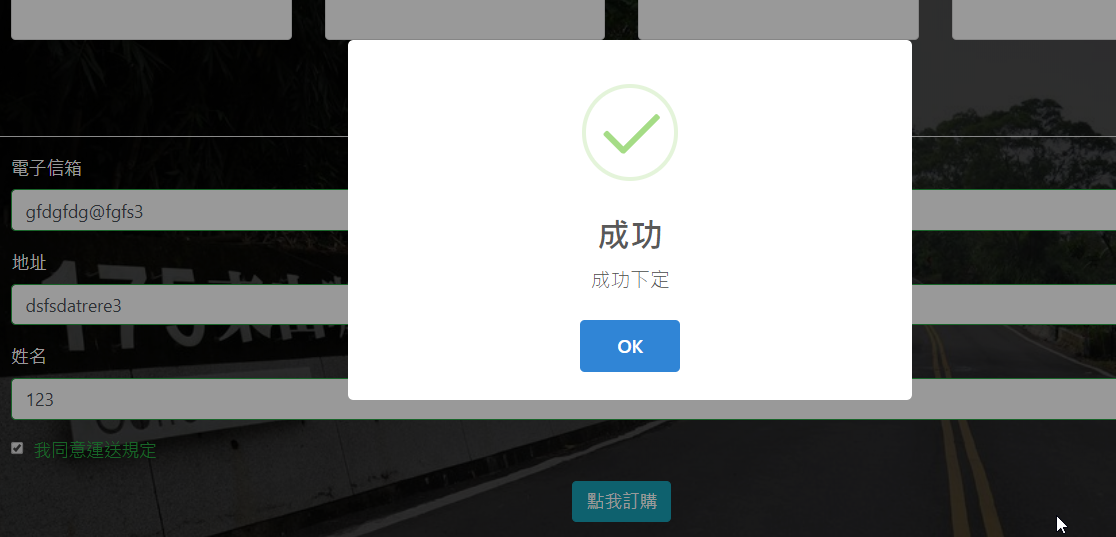 電子信箱
gfdgfdg@fgfs3
地址
dsfsdatrere3
姓名
123
我同意運送規定
點我訂購
成功
成功下定
OK
175